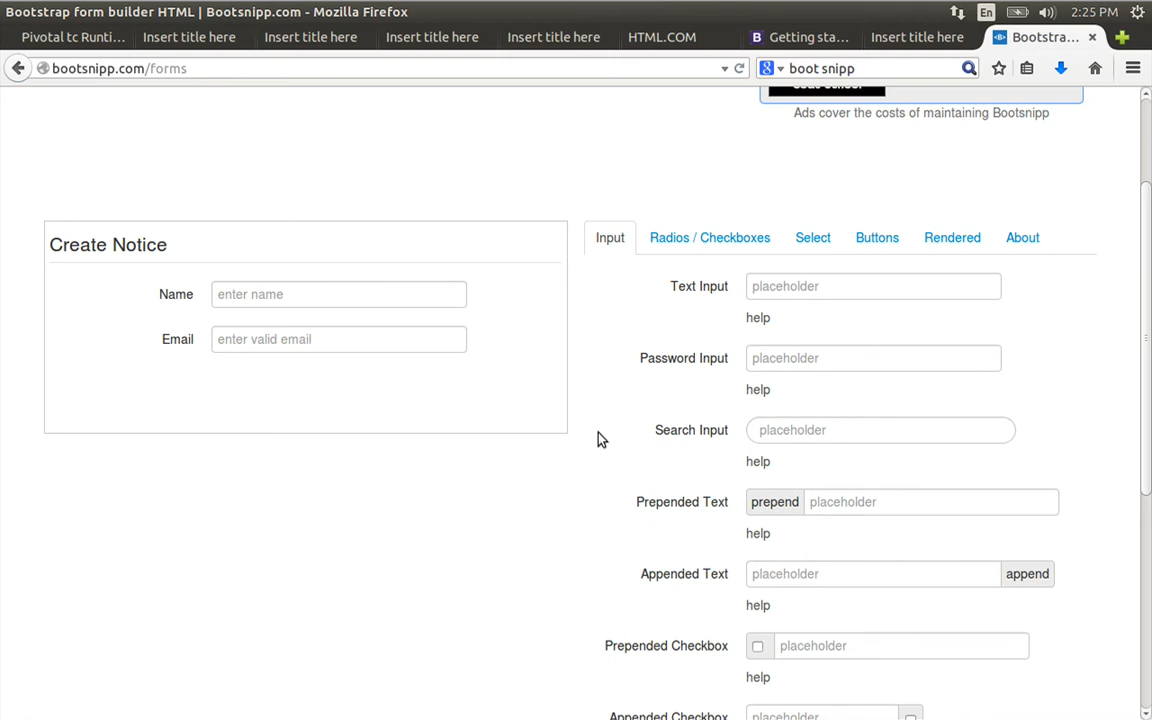 Bootstrap form builder HTML | Bootsnipp.com - Mozilla Firefox
En
2:25 PM
Pivotal tc Runti...
Insert title here
Insert title here
Insert title here
Insert title here
HTML.COM
B Getting sta...
Insert title here
Bootstra...
bootsnipp.com/forms
boot snipp
Ads cover the costs of maintaining Bootsnipp
Create Notice
Name
enter name
Email
enter valid email
Input
Radios / Checkboxes
Select
Buttons
Rendered
About
Text Input
placeholder
help
Password Input
placeholder
help
Search Input
placeholder
help
Prepended Text
prepend
placeholder
help
Appended Text
placeholder
append
help
Prepended Checkbox
placeholder
help
Appended Checkbox
placeholder